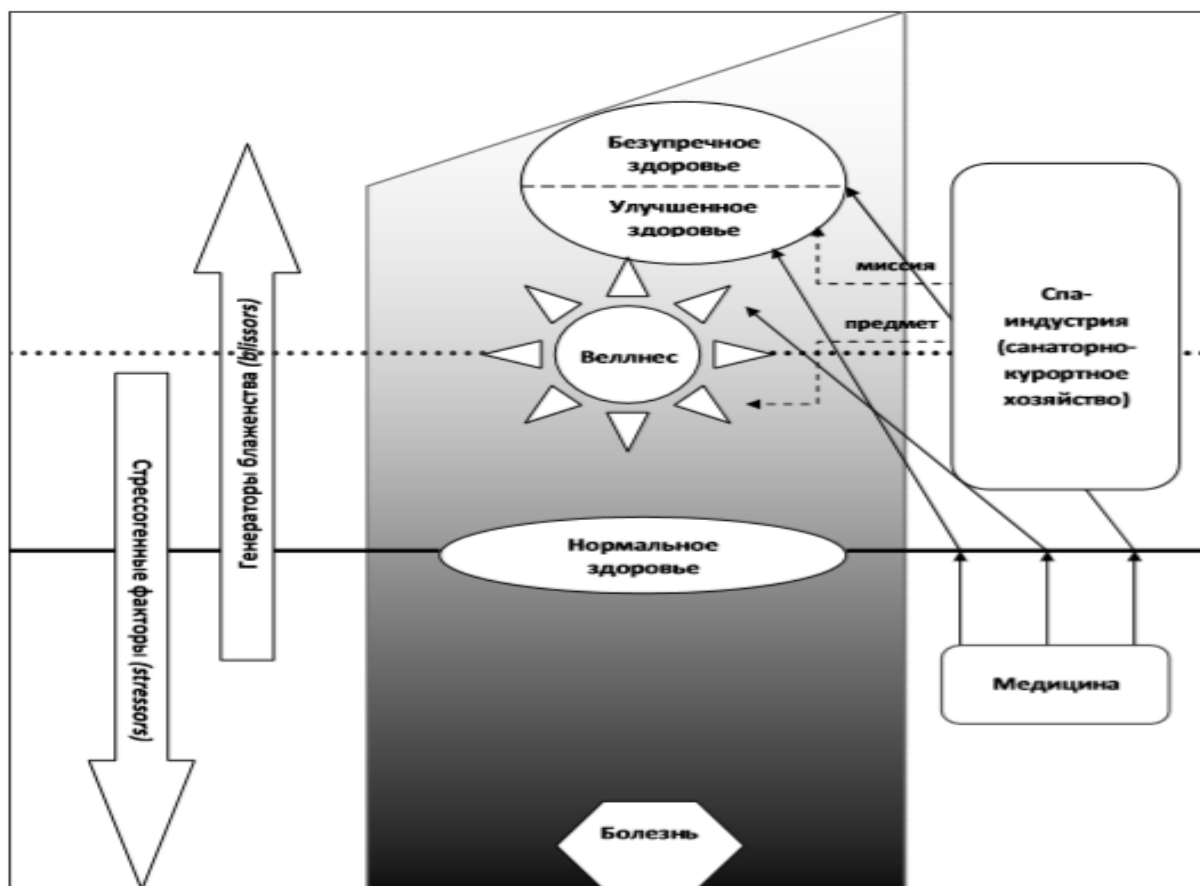 Безупречное
здоровье
Улучшенное
здоровье
миссия
предмет
Спа-
индустрия
(санаторно-
курортное
хозяйство)
Веллнес
Генераторы блаженства (blissors)
Стрессогенные факторы (stressors)
Нормальное
здоровье
Медицина
Болезнь